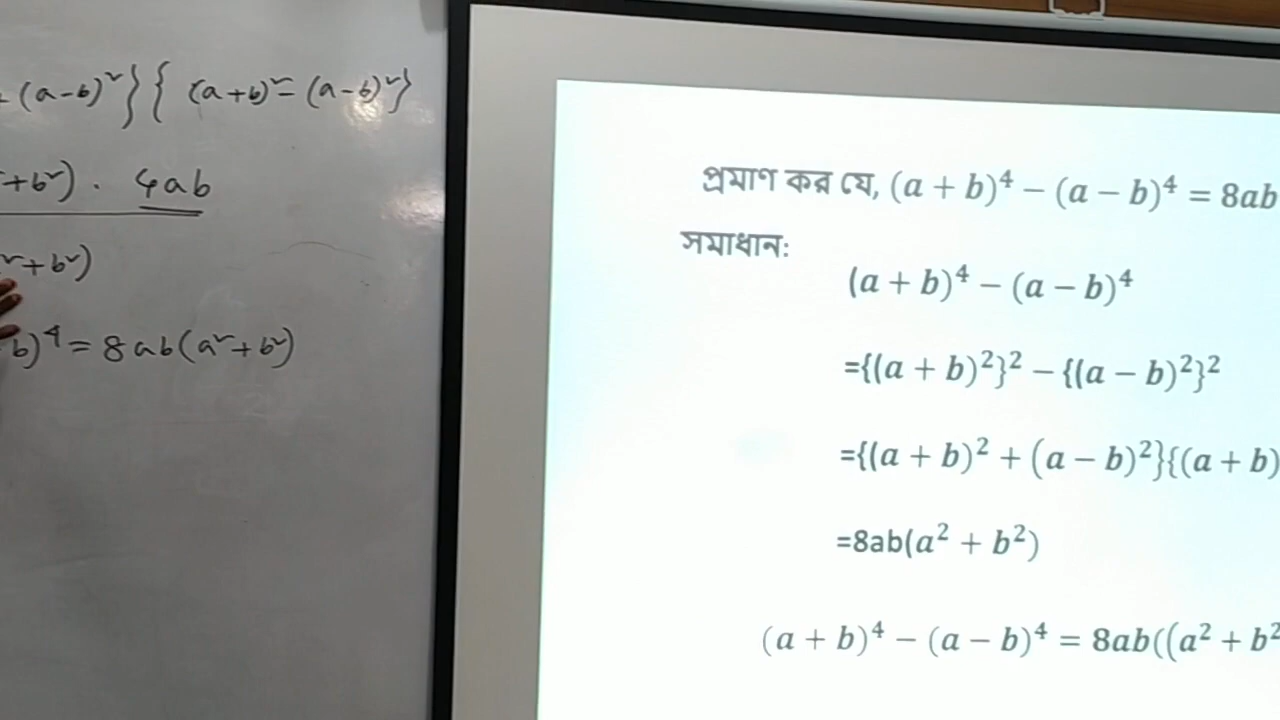 (a-b)²}{ (a+b)² = (a-b)²}
+b²) . 4ab
²+b²)
b)⁴ = 8ab(a²+b²)
প্রমাণ কর যে, (a + b)⁴ − (a − b)⁴ = 8ab
সমাধান:
(a + b)⁴ − (a − b)⁴
={(a + b)²}² − {(a − b)²}²
={(a + b)² + (a − b)²}{(a + b)
=8ab(a² + b²)
(a + b)⁴ − (a − b)⁴ = 8ab((a² + b²